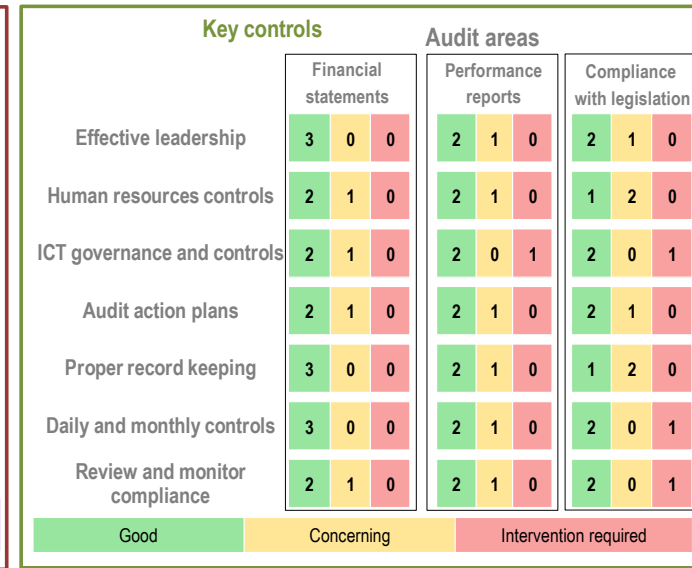 Key controls
Audit areas
Financial statements
Performance reports
Compliance with legislation
Effective leadership 3 0 0 2 1 0 2 1 0
Human resources controls 2 1 0 2 1 0 1 2 0
ICT governance and controls 2 1 0 2 0 1 2 0 1
Audit action plans 2 1 0 2 1 0 2 1 0
Proper record keeping 3 0 0 2 1 0 1 2 0
Daily and monthly controls 3 0 0 2 1 0 2 0 1
Review and monitor compliance 2 1 0 2 1 0 2 0 1
Good Concerning Intervention required